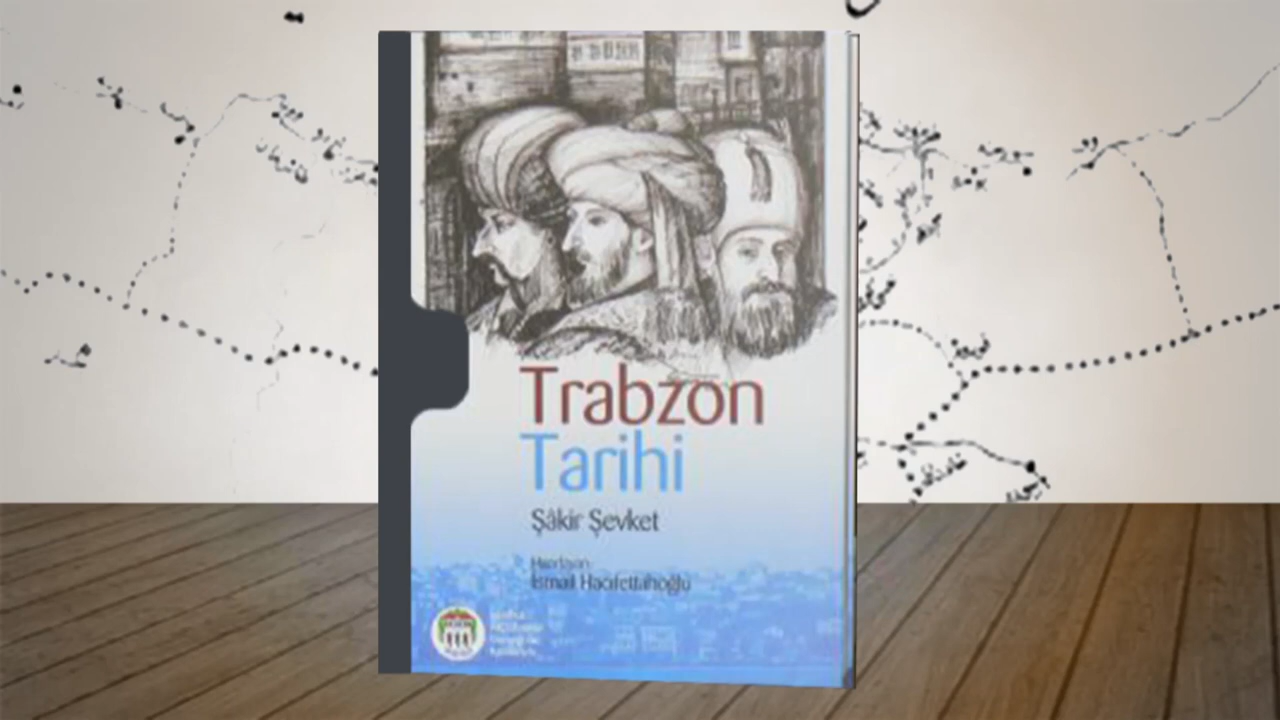 Trabzon
Tarihi
Şâkir Şevket
Hazırlayan:
İsmail Hacıfettahoğlu